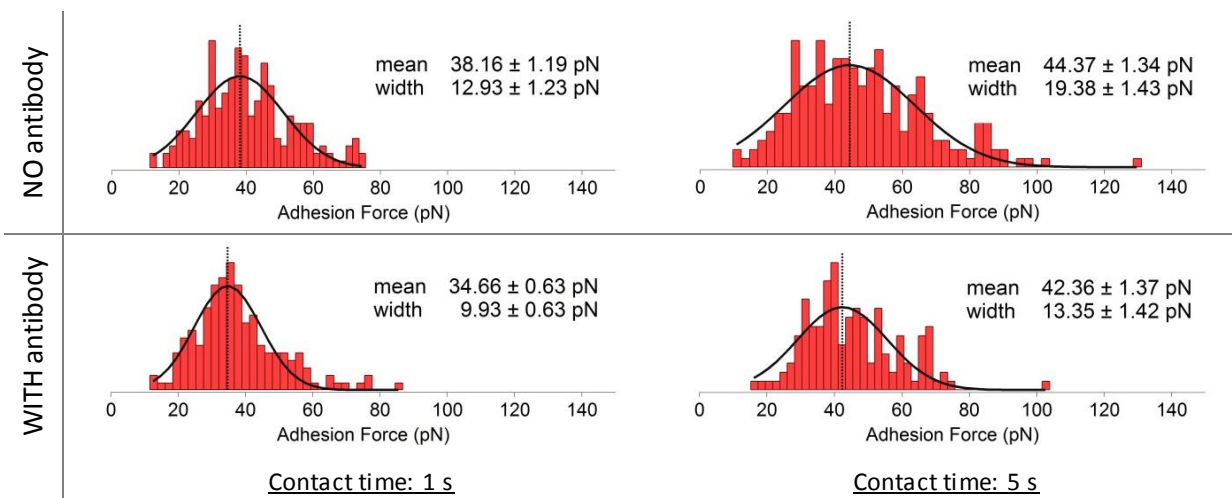 NO antibody
mean 38.16 ± 1.19 pN
width 12.93 ± 1.23 pN
0 20 40 60 80 100 120 140
Adhesion Force (pN)
mean 44.37 ± 1.34 pN
width 19.38 ± 1.43 pN
0 20 40 60 80 100 120 140
Adhesion Force (pN)
WITH antibody
mean 34.66 ± 0.63 pN
width 9.93 ± 0.63 pN
0 20 40 60 80 100 120 140
Adhesion Force (pN)
mean 42.36 ± 1.37 pN
width 13.35 ± 1.42 pN
0 20 40 60 80 100 120 140
Adhesion Force (pN)
Contact time: 1 s
Contact time: 5 s